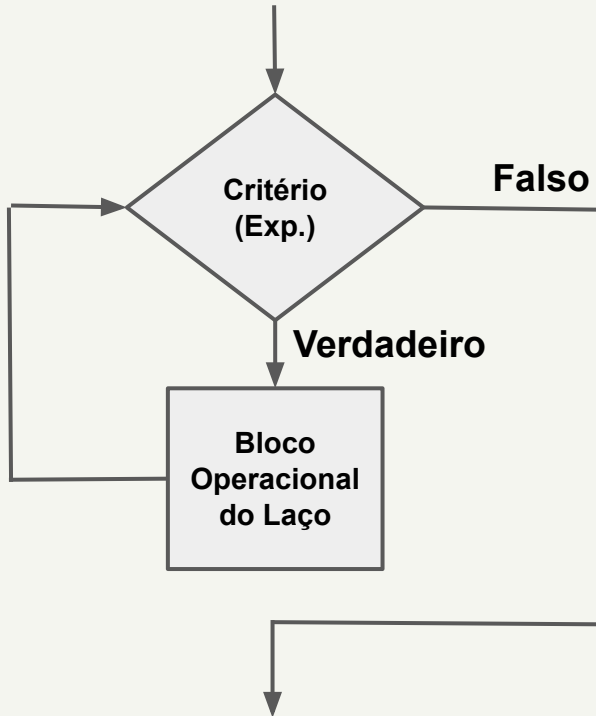 Critério
(Exp.)
Falso
Verdadeiro
Bloco
Operacional
do Laço